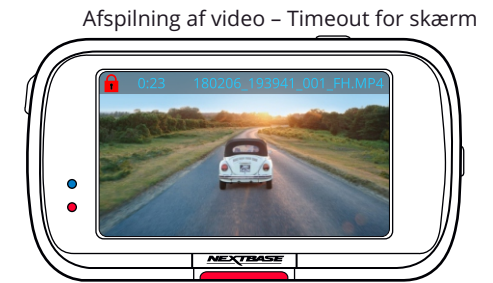 Afspilning af video – Timeout for skærm
0:23 180206_193941_001_FH.MP4
NEXTBASE